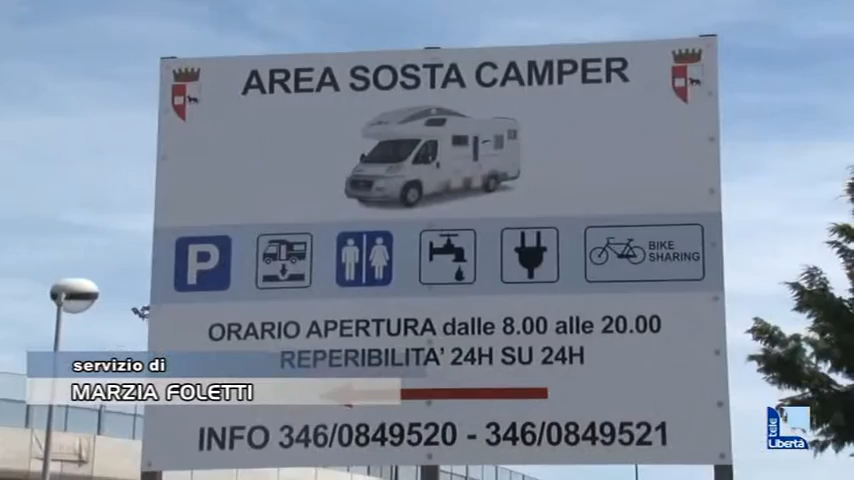 AREA SOSTA CAMPER
P
BIKE
SHARING
ORARIO APERTURA dalle 8.00 alle 20.00
REPERIBILITA' 24H SU 24H
servizio di
MARZIA FOLETTI
INFO 346/0849520 - 346/0849521
tele
Libertà